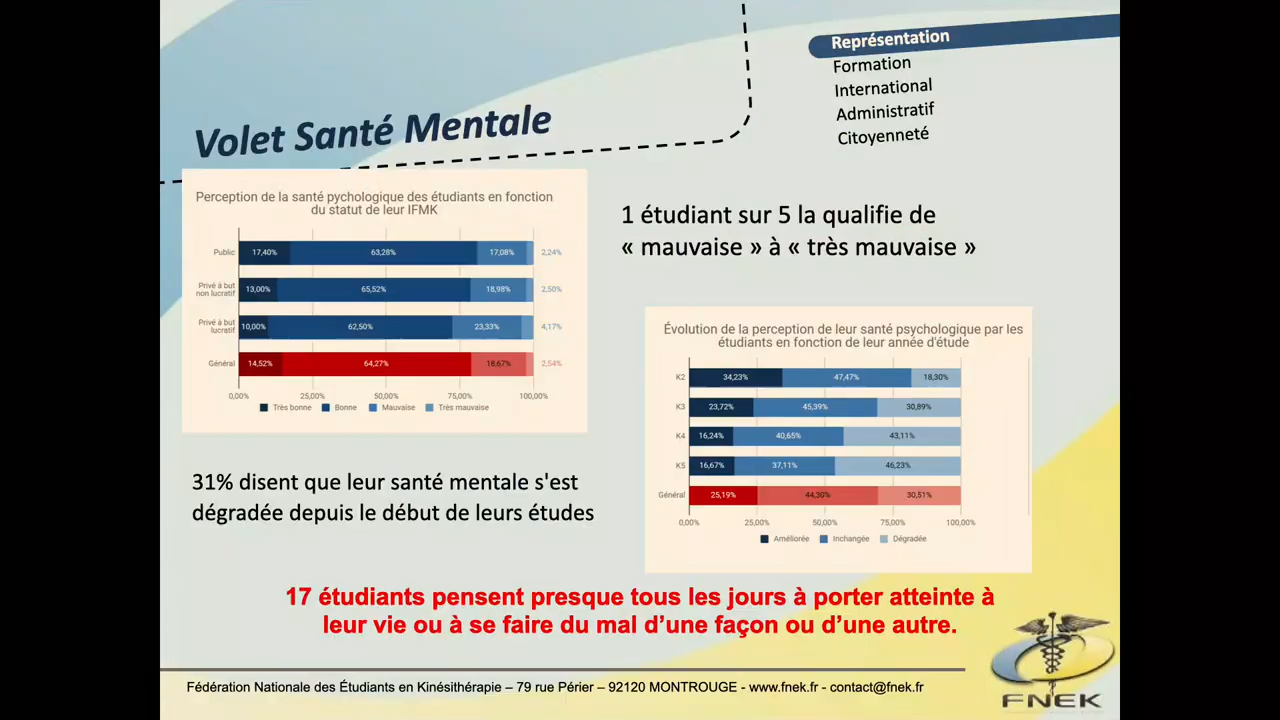 Représentation
Formation
International
Administratif
Citoyenneté
Volet Santé Mentale
Perception de la santé pychologique des étudiants en fonction
du statut de leur IFMK
Public
17,40%
63,28%
17,08%
2,24%
Privé à but
non lucratif
13,00%
65,52%
18,98%
2,50%
Privé à but
lucratif
10,00%
62,50%
23,33%
4,17%
Général
14,52%
64,27%
18,67%
2,54%
0,00%
25,00%
50,00%
75,00%
100,00%
Très bonne
Bonne
Mauvaise
Très mauvaise
1 étudiant sur 5 la qualifie de
« mauvaise » à « très mauvaise »
Évolution de la perception de leur santé psychologique par les
étudiants en fonction de leur année d'étude
K2
34,23%
47,47%
18,30%
K3
23,72%
45,39%
30,89%
K4
16,24%
40,65%
43,11%
K5
16,67%
37,11%
46,23%
Général
25,19%
44,30%
30,51%
0,00%
25,00%
50,00%
75,00%
100,00%
Améliorée
Inchangée
Dégradée
31% disent que leur santé mentale s'est
dégradée depuis le début de leurs études
17 étudiants pensent presque tous les jours à porter atteinte à
leur vie ou à se faire du mal d’une façon ou d’une autre.
Fédération Nationale des Étudiants en Kinésithérapie – 79 rue Périer – 92120 MONTROUGE - www.fnek.fr - contact@fnek.fr
FNEK